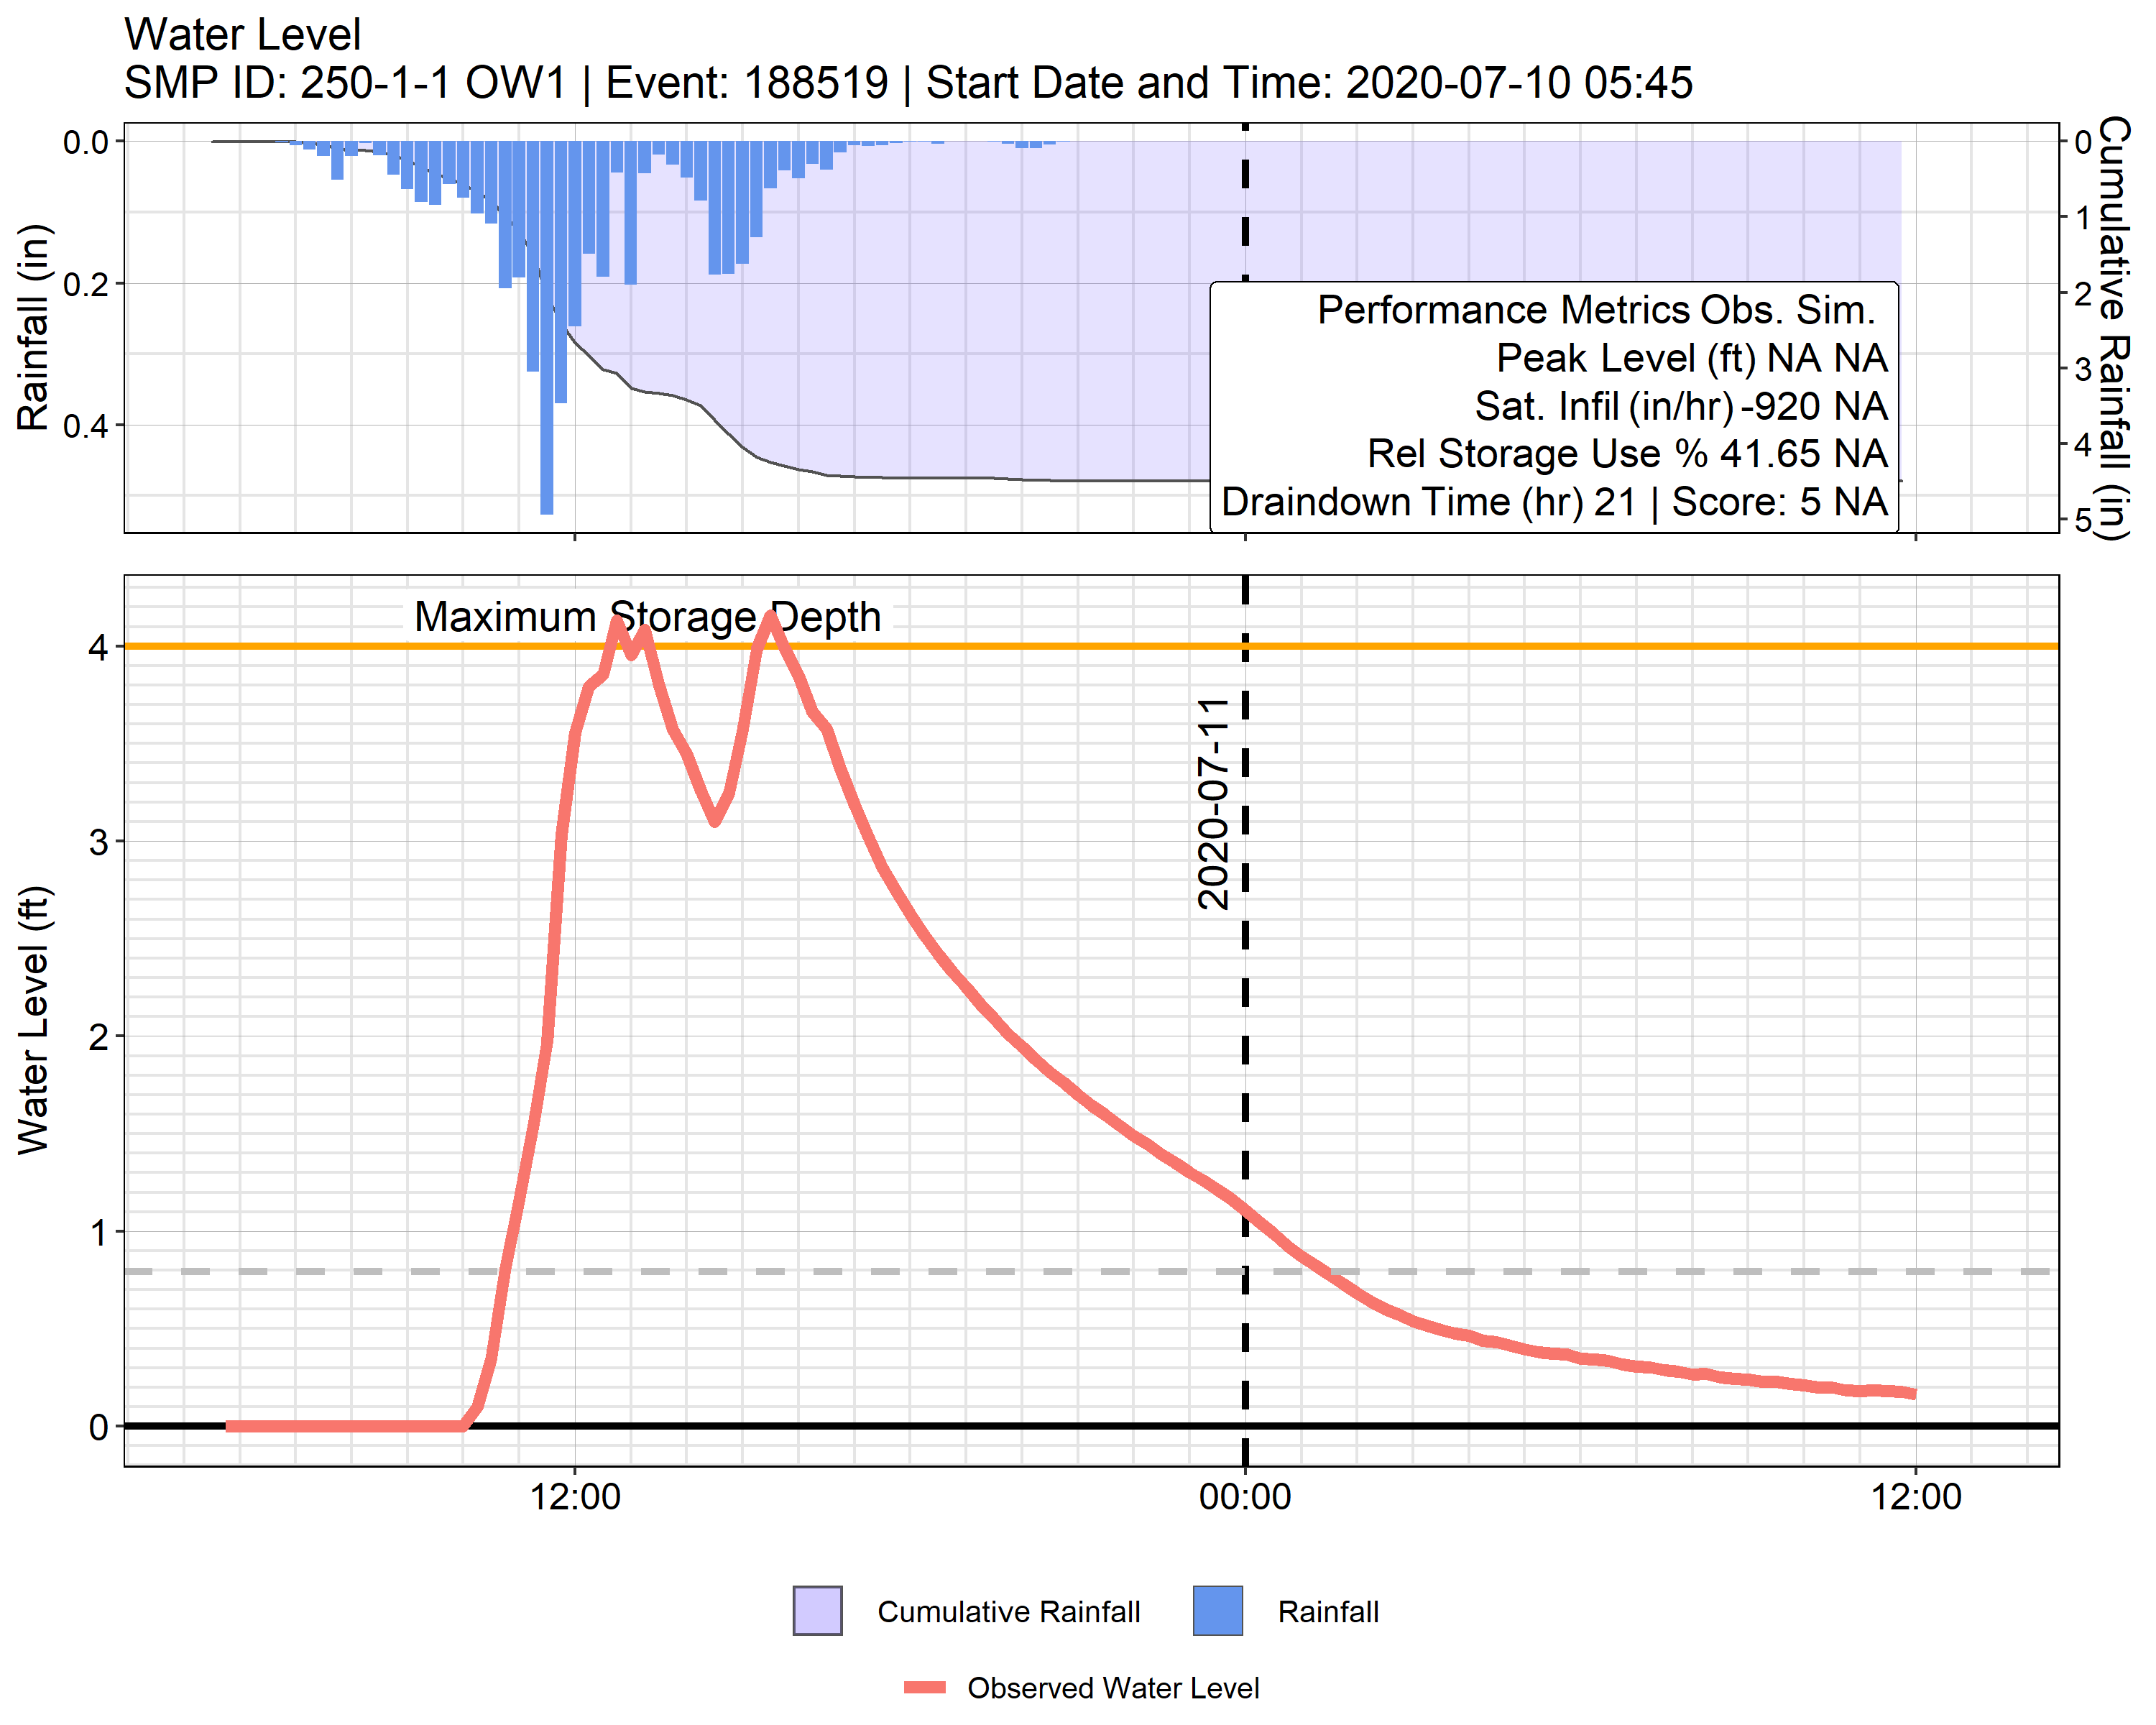 Water Level
SMP ID: 250-1-1 OW1 | Event: 188519 | Start Date and Time: 2020-07-10 05:45
Rainfall (in)
0.0
0.2
0.4
Cumulative Rainfall (in)
0
1
2
3
4
5
Performance Metrics Obs. Sim.
Peak Level (ft) NA NA
Sat. Infil (in/hr) -920 NA
Rel Storage Use % 41.65 NA
Draindown Time (hr) 21 | Score: 5 NA
Water Level (ft)
4
3
2
1
0
Maximum Storage Depth
2020-07-11
12:00 00:00 12:00
Cumulative Rainfall Rainfall
Observed Water Level